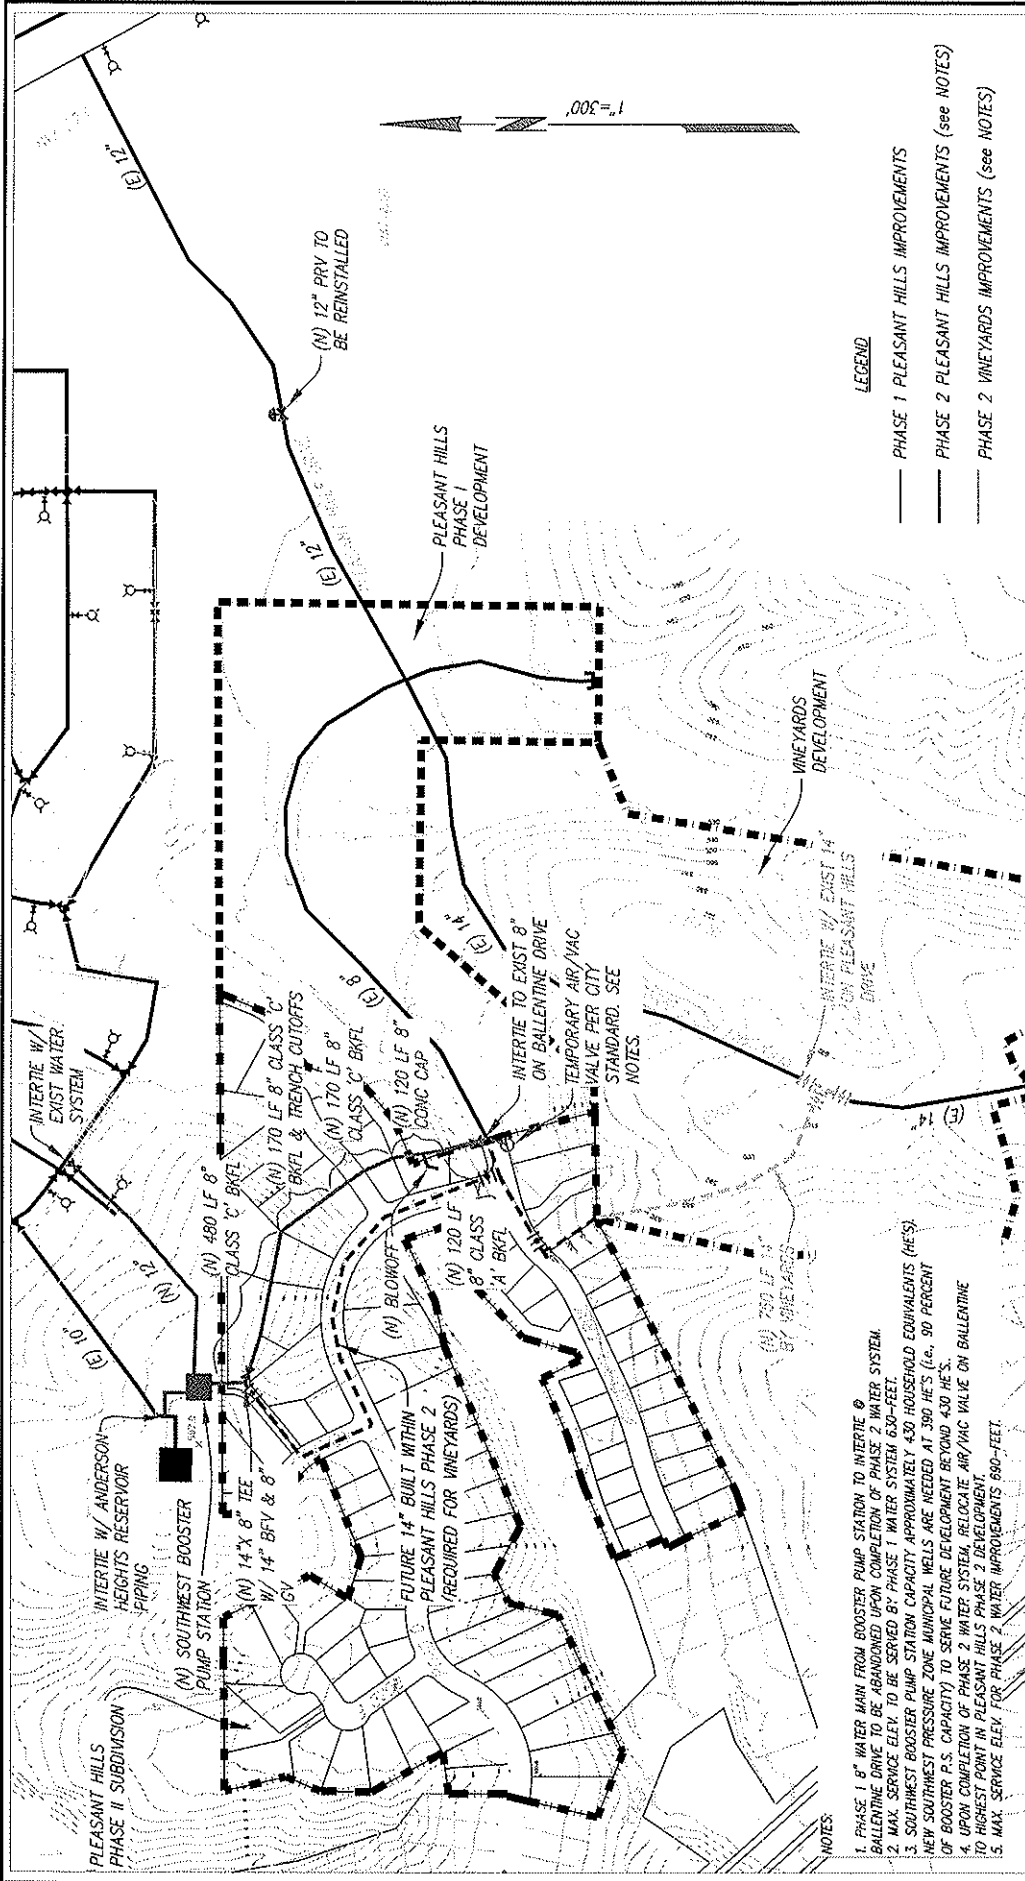 PLEASANT HILLS
PHASE II SUBDIVISION
INTERTIE W/ ANDERSON
HEIGHTS RESERVOIR
PIPING
(N) SOUTHWEST BOOSTER
PUMP STATION
(N) 14"X 8" TEE
W/ 14" BFV & 8"
GV
FUTURE 14" BUILT WITHIN
PLEASANT HILLS PHASE 2
(REQUIRED FOR VINEYARDS)
(E) 10"
(N) 12"
INTERTIE W/
EXIST WATER
SYSTEM
(N) 480 LF 8"
CLASS 'C' BKFL
(N) 170 LF 8" CLASS 'C'
BKFL & TRENCH CUTOFFS
(N) 170 LF 8"
CLASS 'C' BKFL
(N) 120 LF 8"
CONC CAP
(N) BLOWOFF
(N) 120 LF
8" CLASS
'A' BKFL
(E) 8"
(E) 14"
INTERTIE TO EXIST 8"
ON BALLENTINE DRIVE
TEMPORARY AIR/VAC
VALVE PER CITY
STANDARD. SEE
NOTES.
(E) 12"
PLEASANT HILLS
PHASE 1
DEVELOPMENT
(N) 12" PRV TO
BE REINSTALLED
(E) 12"
1"=300'
N
VINEYARDS
DEVELOPMENT
INTERTIE W/ EXIST 14"
ON PLEASANT HILLS
DRIVE
(E) 14"
BY VINEYARDS
LEGEND
PHASE 1 PLEASANT HILLS IMPROVEMENTS
PHASE 2 PLEASANT HILLS IMPROVEMENTS (see NOTES)
PHASE 2 VINEYARDS IMPROVEMENTS (see NOTES)
NOTES:
1. PHASE 1 8" WATER MAIN FROM BOOSTER PUMP STATION TO INTERTIE @
BALLENTINE DRIVE TO BE ABANDONED UPON COMPLETION OF PHASE 2 WATER SYSTEM.
2. MAX. SERVICE ELEV. TO BE SERVED BY PHASE 1 WATER SYSTEM 630-FEET.
3. SOUTHWEST BOOSTER PUMP STATION CAPACITY APPROXIMATELY 430 HOUSEHOLD EQUIVALENTS (HES).
NEW SOUTHWEST PRESSURE ZONE MUNICIPAL WELLS ARE NEEDED AT 390 HE'S (i.e., 90 PERCENT
OF BOOSTER P.S. CAPACITY) TO SERVE FUTURE DEVELOPMENT BEYOND 430 HE'S.
4. UPON COMPLETION OF PHASE 2 WATER SYSTEM, RELOCATE AIR/VAC VALVE ON BALLENTINE
TO HIGHEST POINT IN PLEASANT HILLS PHASE 2 DEVELOPMENT.
5. MAX. SERVICE ELEV. FOR PHASE 2 WATER IMPROVEMENTS 690-FEET.